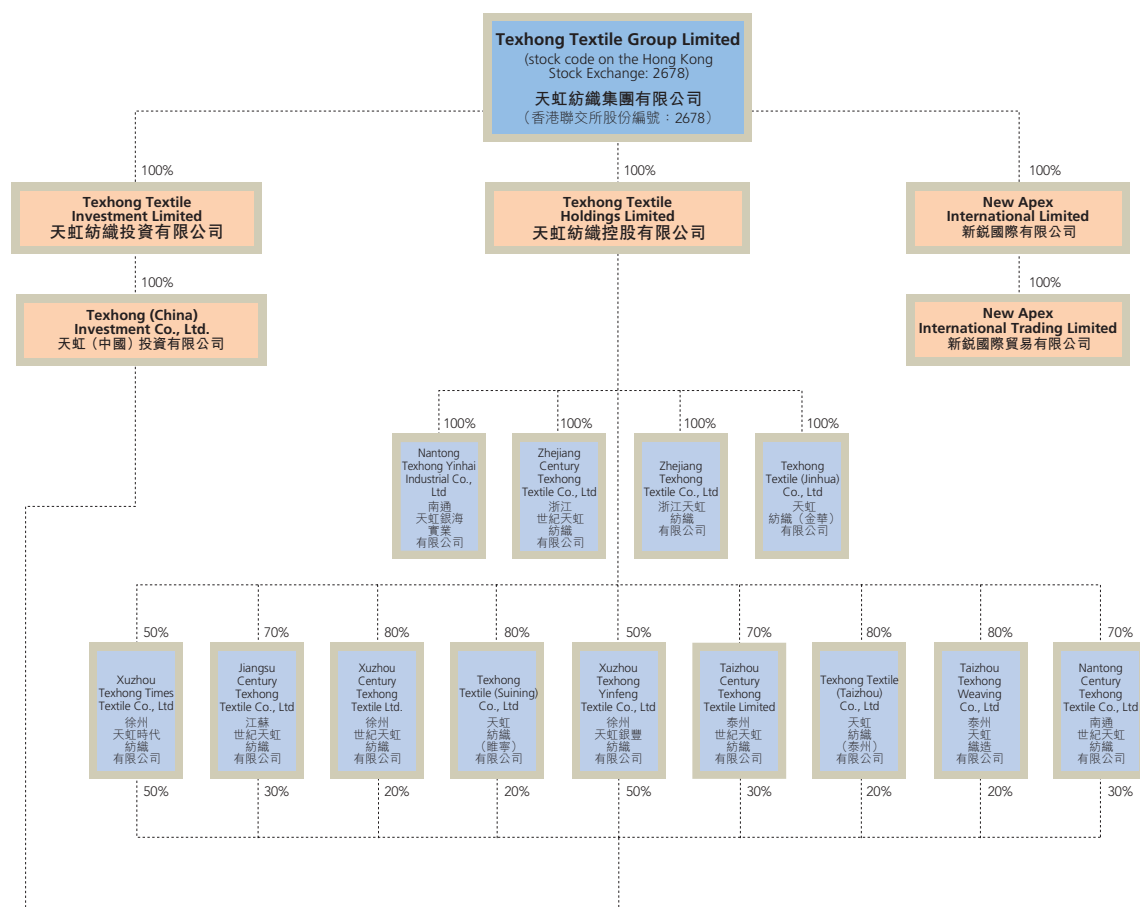 Texhong Textile Group Limited
(stock code on the Hong Kong
Stock Exchange: 2678)
天虹紡織集團有限公司
（香港聯交所股份編號：2678）
100%
100%
100%
Texhong Textile
Investment Limited
天虹紡織投資有限公司
Texhong Textile
Holdings Limited
天虹紡織控股有限公司
New Apex
International Limited
新銳國際有限公司
100%
100%
Texhong (China)
Investment Co., Ltd.
天虹（中國）投資有限公司
New Apex
International Trading Limited
新銳國際貿易有限公司
100%
100%
100%
100%
Nantong
Texhong Yinhai
Industrial Co.,
Ltd
南通
天虹銀海
實業
有限公司
Zhejiang
Century
Texhong
Textile Co., Ltd
浙江
世紀天虹
紡織
有限公司
Zhejiang
Texhong
Textile Co., Ltd
浙江天虹
紡織
有限公司
Texhong
Textile (Jinhua)
Co., Ltd
天虹
紡織（金華）
有限公司
50%
70%
80%
80%
50%
70%
80%
80%
70%
Xuzhou
Texhong Times
Textile Co., Ltd
徐州
天虹時代
紡織
有限公司
Jiangsu
Century
Texhong
Textile Co., Ltd
江蘇
世紀天虹
紡織
有限公司
Xuzhou
Century
Texhong
Textile Ltd.
徐州
世紀天虹
紡織
有限公司
Texhong
Textile (Suining)
Co., Ltd
天虹
紡織
（睢寧）
有限公司
Xuzhou
Texhong
Yinfeng
Textile Co., Ltd
徐州
天虹銀豐
紡織
有限公司
Taizhou
Century
Texhong
Textile Limited
泰州
世紀天虹
紡織
有限公司
Texhong Textile
(Taizhou)
Co., Ltd
天虹
紡織
（泰州）
有限公司
Taizhou
Texhong
Weaving
Co., Ltd
泰州
天虹
織造
有限公司
Nantong
Century
Texhong
Textile Co., Ltd
南通
世紀天虹
紡織
有限公司
50%
30%
20%
20%
50%
30%
20%
20%
30%